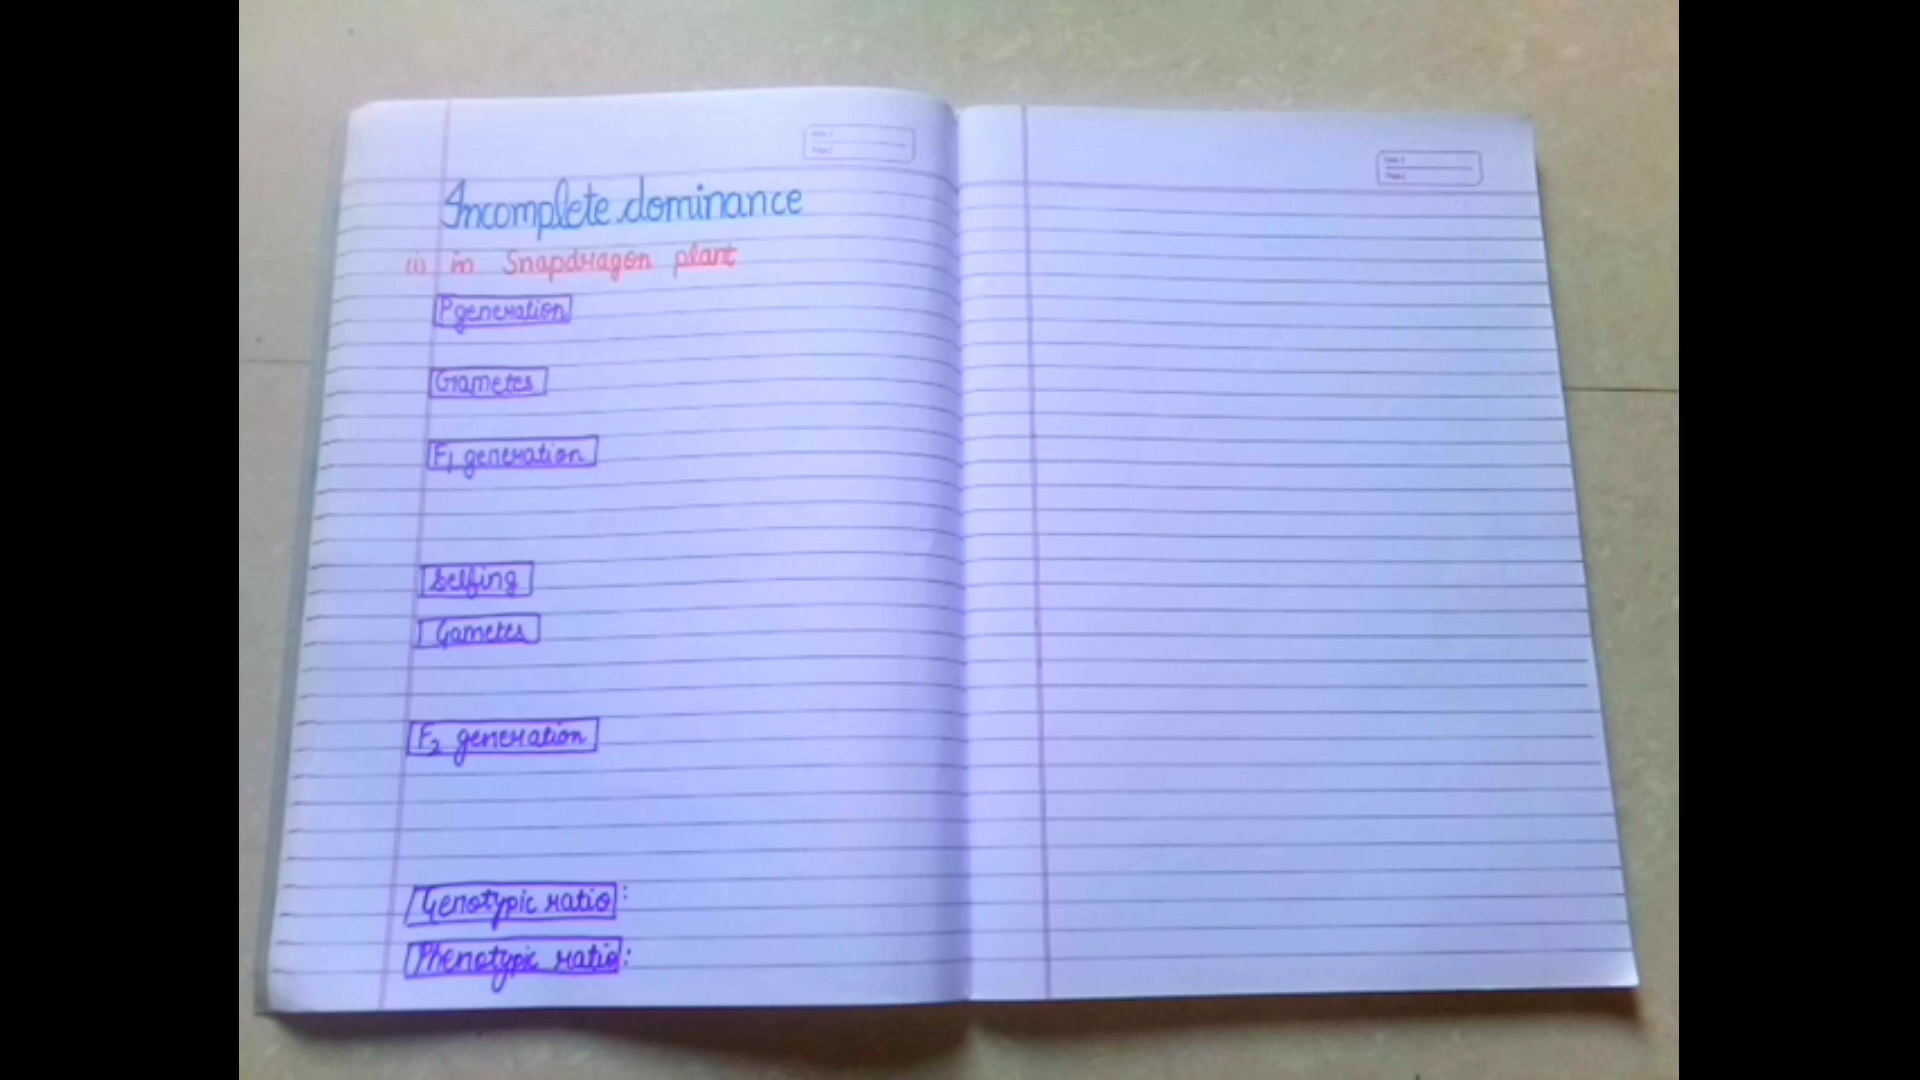 Incomplete dominance
(i) in Snapdragon plant
P generation
Gametes
F₁ generation
Selfing
Gametes
F₂ generation
Genotypic ratio:
Phenotypic ratio: